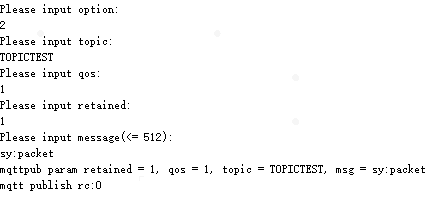 Please input option:
2
Please input topic:
TOPICTEST
Please input qos:
1
Please input retained:
1
Please input message(<= 512):
sy:packet
mqttpub param retained = 1, qos = 1, topic = TOPICTEST, msg = sy:packet
mqtt publish rc:0